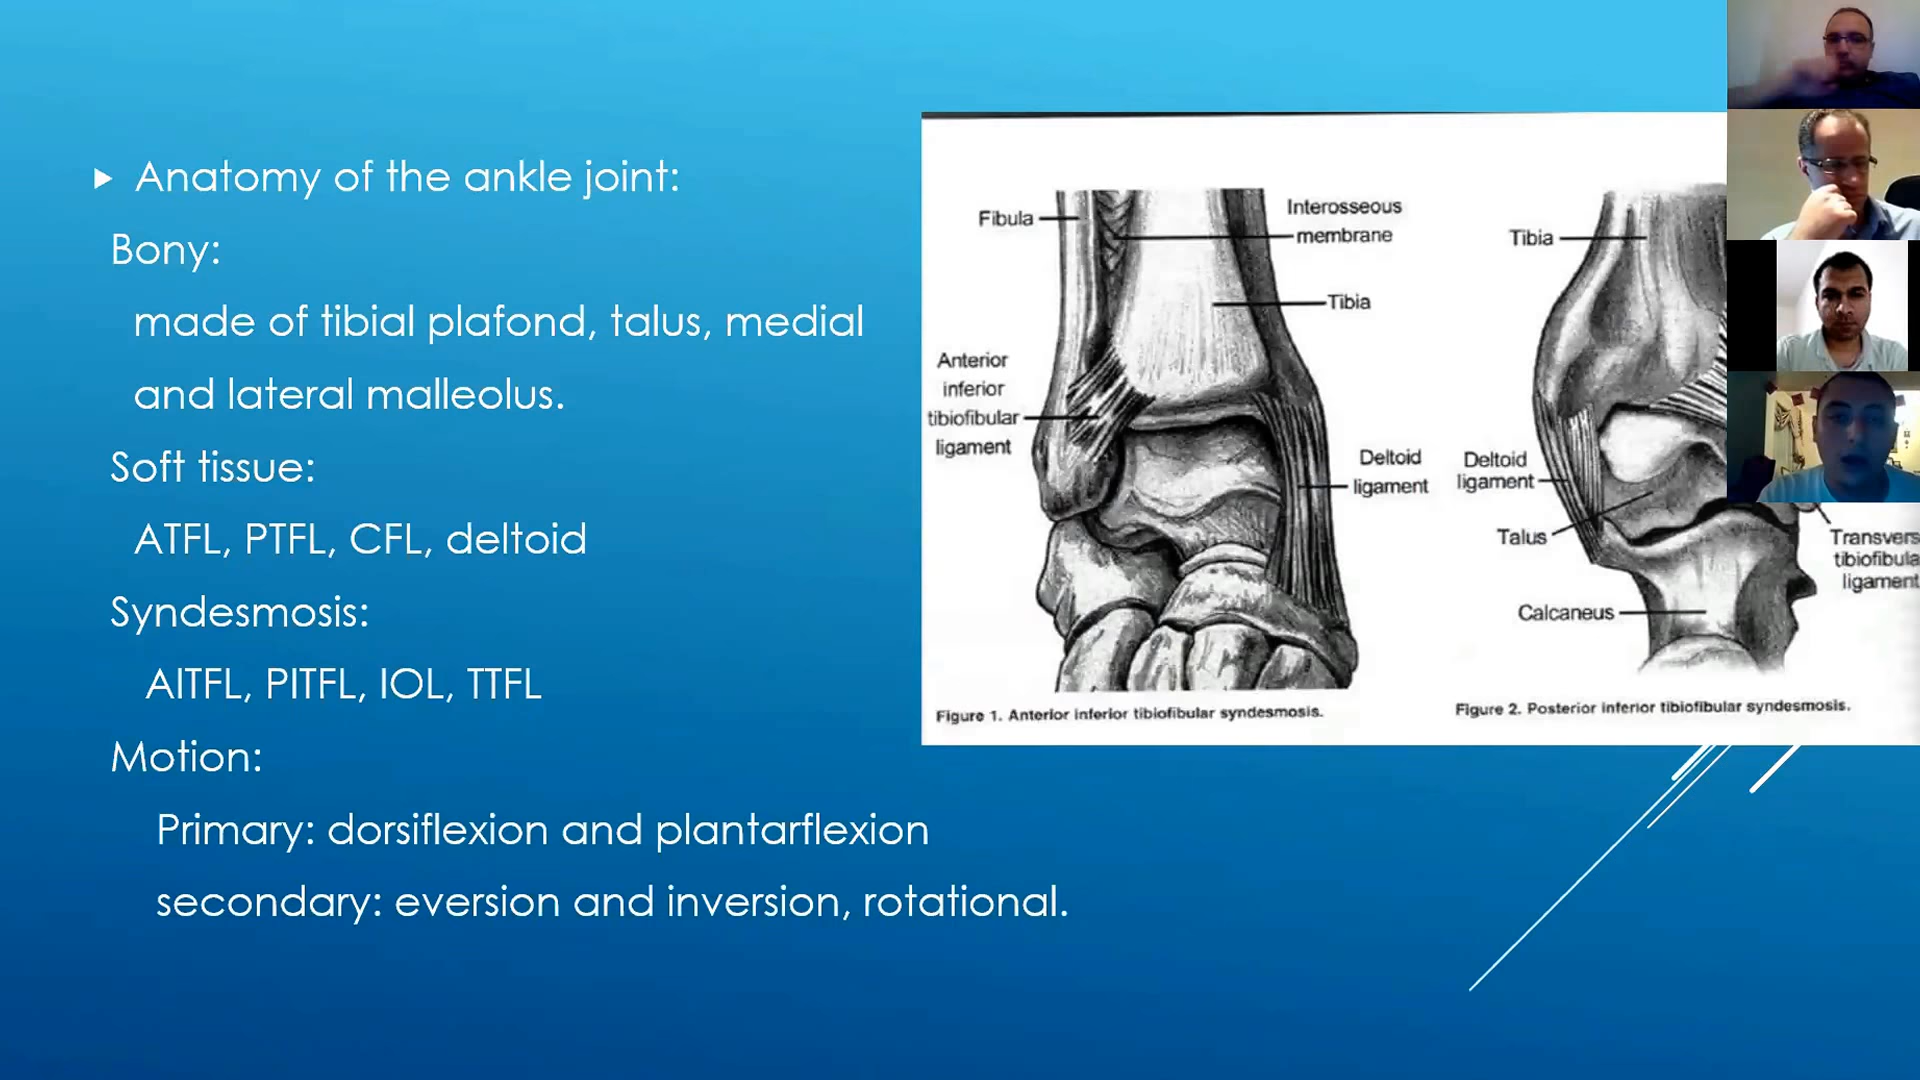 Anatomy of the ankle joint:
Bony:
made of tibial plafond, talus, medial
and lateral malleolus.
Soft tissue:
ATFL, PTFL, CFL, deltoid
Syndesmosis:
AITFL, PITFL, IOL, TTFL
Motion:
Primary: dorsiflexion and plantarflexion
secondary: eversion and inversion, rotational.
Fibula
Interosseous
membrane
Tibia
Anterior
inferior
tibiofibular
ligament
Deltoid
ligament
Figure 1. Anterior inferior tibiofibular syndesmosis.
Tibia
Deltoid
ligament
Talus
Calcaneus
Transvers
tibiofibula
ligament
Figure 2. Posterior inferior tibiofibular syndesmosis.